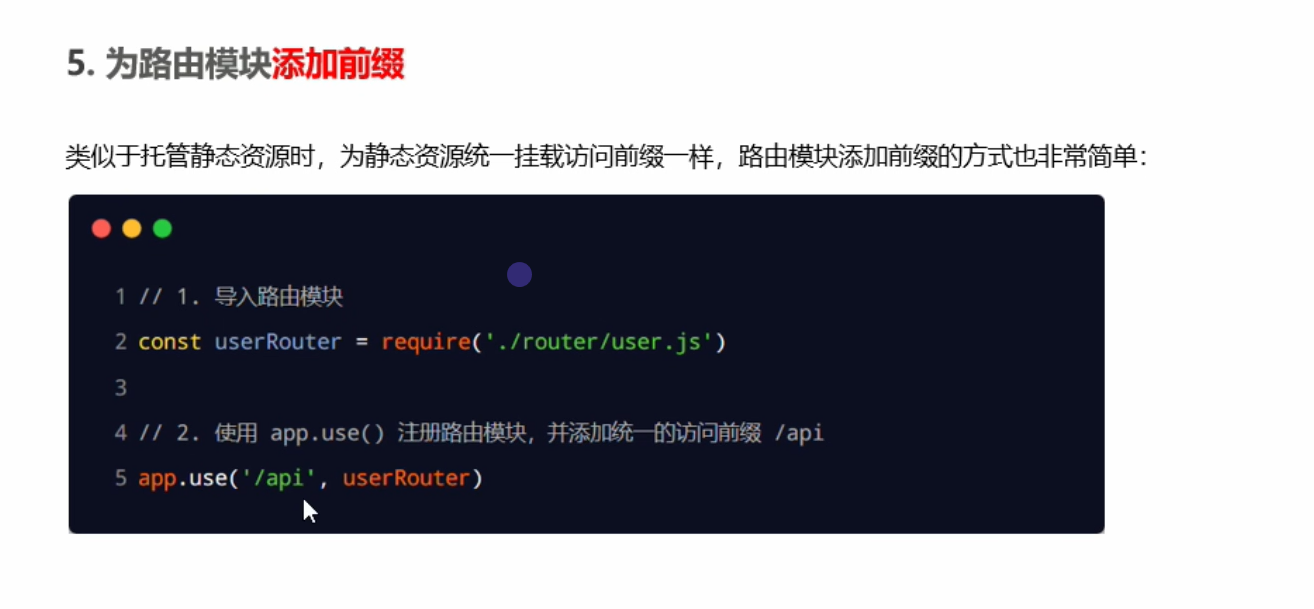 5. 为路由模块添加前缀
类似于托管静态资源时，为静态资源统一挂载访问前缀一样，路由模块添加前缀的方式也非常简单：
1 // 1. 导入路由模块
2 const userRouter = require('./router/user.js')
3
4 // 2. 使用 app.use() 注册路由模块，并添加统一的访问前缀 /api
5 app.use('/api', userRouter)